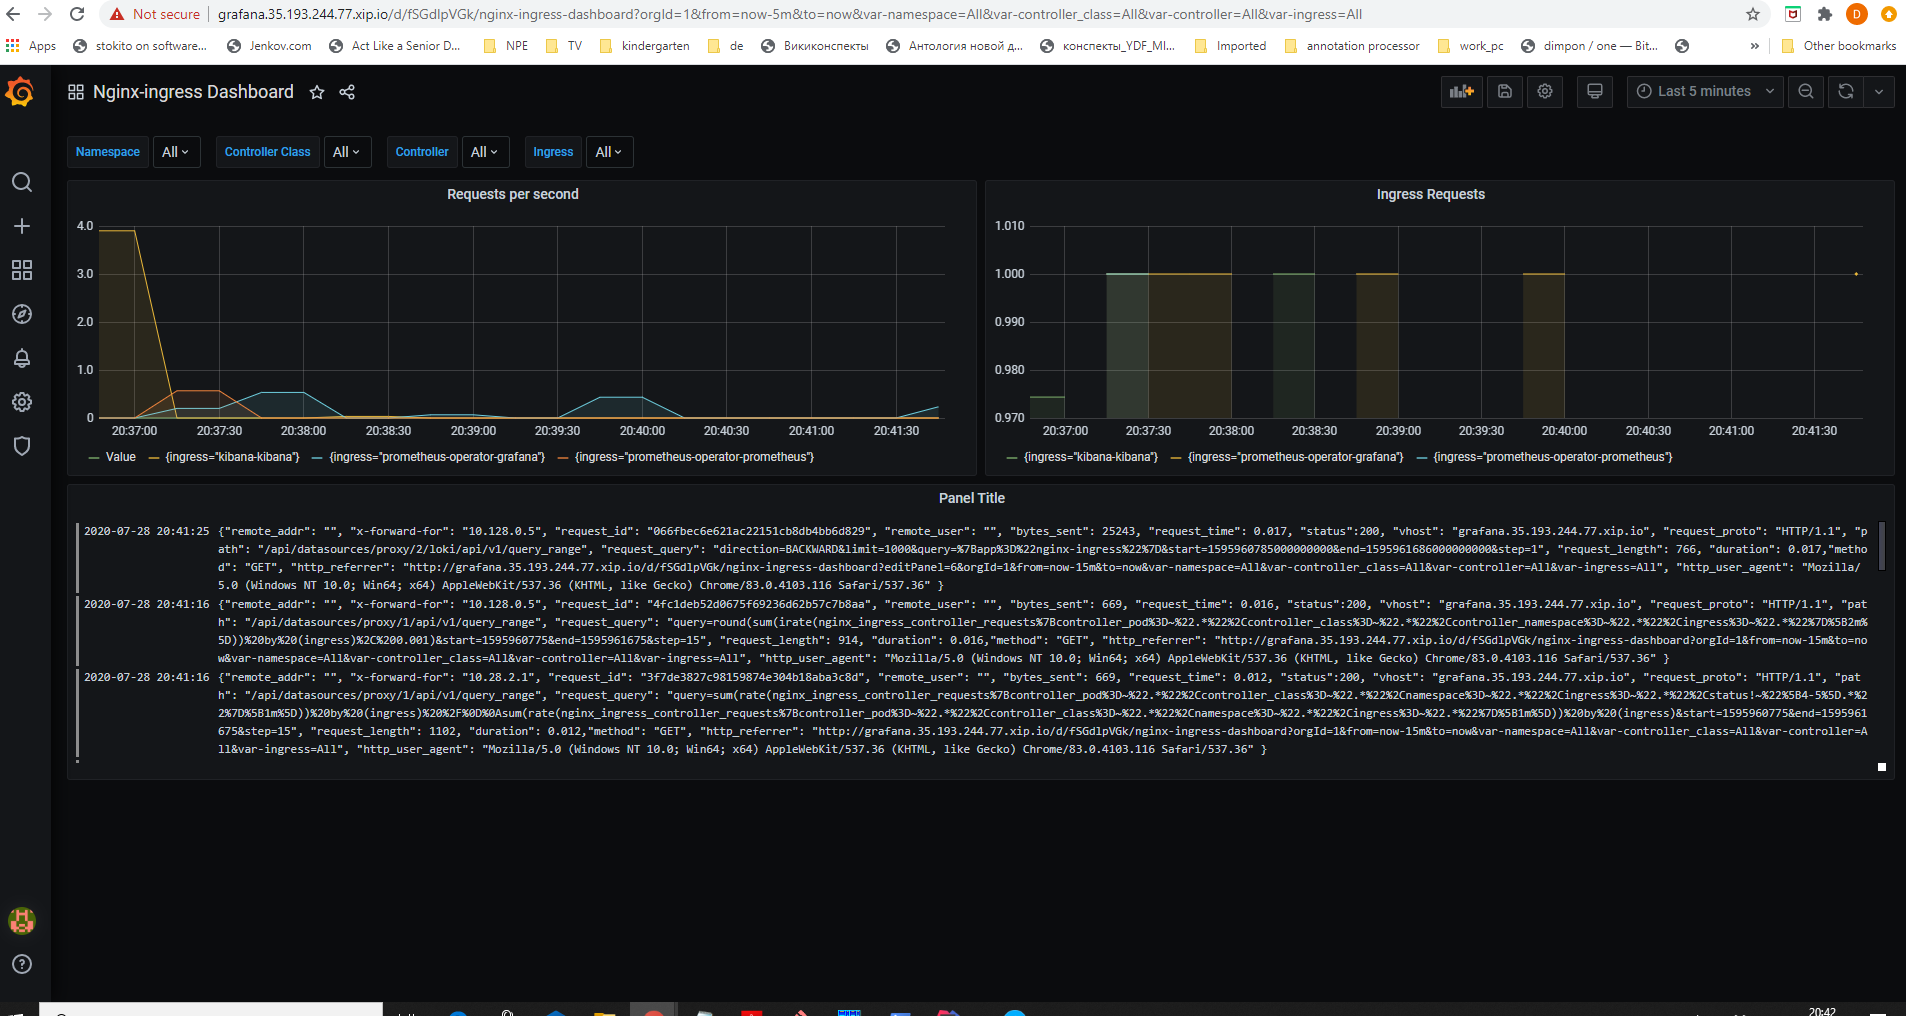 Not secure | grafana.35.193.244.77.xip.io/d/fSGdlpVGk/nginx-ingress-dashboard?orgId=1&from=now-5m&to=now&var-namespace=All&var-controller_class=All&var-controller=All&var-ingress=All D
Apps stokito on software... Jenkov.com Act Like a Senior D... NPE TV kindergarten de Викиконспекты Антология новой д... конспекты_YDF_MI... Imported annotation processor work_pc dimpon / one — Bit... » Other bookmarks
Nginx-ingress Dashboard Last 5 minutes
Namespace All Controller Class All Controller All Ingress All
Requests per second
4.0
3.0
2.0
1.0
0
20:37:00 20:37:30 20:38:00 20:38:30 20:39:00 20:39:30 20:40:00 20:40:30 20:41:00 20:41:30
Value {ingress="kibana-kibana"} {ingress="prometheus-operator-grafana"} {ingress="prometheus-operator-prometheus"}
Ingress Requests
1.010
1.000
0.990
0.980
0.970
20:37:00 20:37:30 20:38:00 20:38:30 20:39:00 20:39:30 20:40:00 20:40:30 20:41:00 20:41:30
{ingress="kibana-kibana"} {ingress="prometheus-operator-grafana"} {ingress="prometheus-operator-prometheus"}
Panel Title
2020-07-28 20:41:25 {"remote_addr": "", "x-forward-for": "10.128.0.5", "request_id": "066fbec6e621ac22151cb8db4bb6d829", "remote_user": "", "bytes_sent": 25243, "request_time": 0.017, "status":200, "vhost": "grafana.35.193.244.77.xip.io", "request_proto": "HTTP/1.1", "p
ath": "/api/datasources/proxy/2/loki/api/v1/query_range", "request_query": "direction=BACKWARD&limit=1000&query=%7Bapp%3D%22nginx-ingress%22%7D&start=1595960785000000000&end=1595961686000000000&step=1", "request_length": 766, "duration": 0.017,"metho
d": "GET", "http_referrer": "http://grafana.35.193.244.77.xip.io/d/fSGdlpVGk/nginx-ingress-dashboard?editPanel=6&orgId=1&from=now-15m&to=now&var-namespace=All&var-controller_class=All&var-controller=All&var-ingress=All", "http_user_agent": "Mozilla/
5.0 (Windows NT 10.0; Win64; x64) AppleWebKit/537.36 (KHTML, like Gecko) Chrome/83.0.4103.116 Safari/537.36" }
2020-07-28 20:41:16 {"remote_addr": "", "x-forward-for": "10.128.0.5", "request_id": "4fc1deb52d0675f69236d62b57c7b8aa", "remote_user": "", "bytes_sent": 669, "request_time": 0.016, "status":200, "vhost": "grafana.35.193.244.77.xip.io", "request_proto": "HTTP/1.1", "pat
h": "/api/datasources/proxy/1/api/v1/query_range", "request_query": "query=round(sum(irate(nginx_ingress_controller_requests%7Bcontroller_pod%3D~%22.*%22%2Ccontroller_class%3D~%22.*%22%2Ccontroller_namespace%3D~%22.*%22%2Cingress%3D~%22.*%22%7D%5B2m%
5D))%20by%20(ingress)%2C%200.001)&start=1595960775&end=1595961675&step=15", "request_length": 914, "duration": 0.016,"method": "GET", "http_referrer": "http://grafana.35.193.244.77.xip.io/d/fSGdlpVGk/nginx-ingress-dashboard?orgId=1&from=now-15m&to=no
w&var-namespace=All&var-controller_class=All&var-controller=All&var-ingress=All", "http_user_agent": "Mozilla/5.0 (Windows NT 10.0; Win64; x64) AppleWebKit/537.36 (KHTML, like Gecko) Chrome/83.0.4103.116 Safari/537.36" }
2020-07-28 20:41:16 {"remote_addr": "", "x-forward-for": "10.28.2.1", "request_id": "3f7de3827c98159874e304b18aba3c8d", "remote_user": "", "bytes_sent": 669, "request_time": 0.012, "status":200, "vhost": "grafana.35.193.244.77.xip.io", "request_proto": "HTTP/1.1", "pat
h": "/api/datasources/proxy/1/api/v1/query_range", "request_query": "query=sum(rate(nginx_ingress_controller_requests%7Bcontroller_pod%3D~%22.*%22%2Ccontroller_class%3D~%22.*%22%2Cnamespace%3D~%22.*%22%2Cingress%3D~%22.*%22%2Cstatus!~%22%5B4-5%5D.*%2
2%7D%5B1m%5D))%20by%20(ingress)%20%2F%0D%0Asum(rate(nginx_ingress_controller_requests%7Bcontroller_pod%3D~%22.*%22%2Ccontroller_class%3D~%22.*%22%2Cnamespace%3D~%22.*%22%2Cingress%3D~%22.*%22%7D%5B1m%5D))%20by%20(ingress)&start=1595960775&end=1595961
675&step=15", "request_length": 1102, "duration": 0.012,"method": "GET", "http_referrer": "http://grafana.35.193.244.77.xip.io/d/fSGdlpVGk/nginx-ingress-dashboard?orgId=1&from=now-15m&to=now&var-namespace=All&var-controller_class=All&var-controller=A
ll&var-ingress=All", "http_user_agent": "Mozilla/5.0 (Windows NT 10.0; Win64; x64) AppleWebKit/537.36 (KHTML, like Gecko) Chrome/83.0.4103.116 Safari/537.36" }
20:42